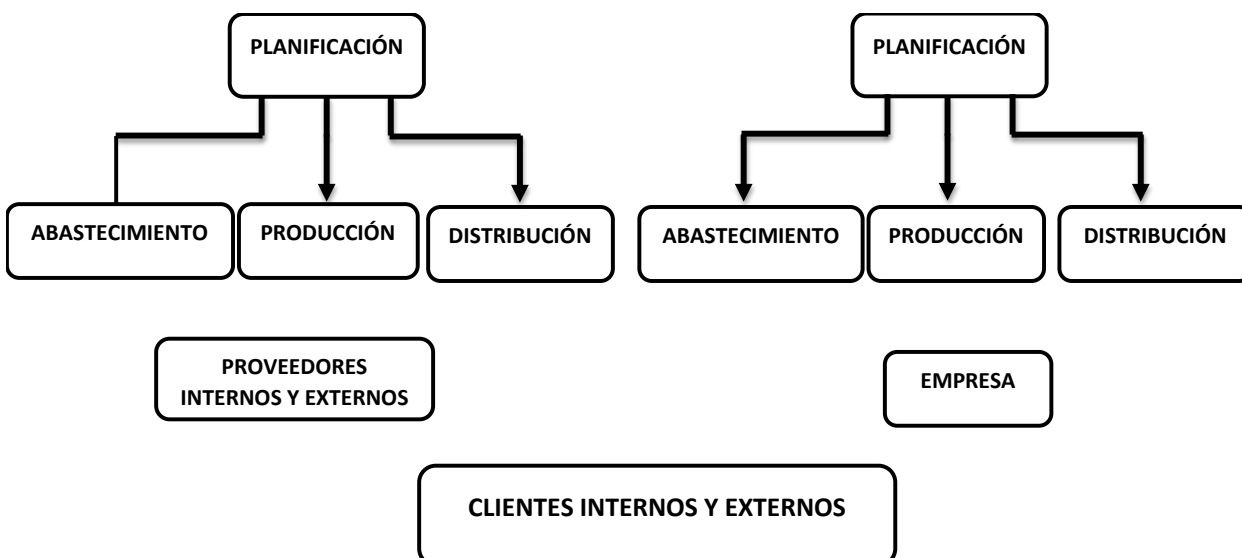 PLANIFICACIÓN
PLANIFICACIÓN
ABASTECIMIENTO
PRODUCCIÓN
DISTRIBUCIÓN
ABASTECIMIENTO
PRODUCCIÓN
DISTRIBUCIÓN
PROVEEDORES
INTERNOS Y EXTERNOS
EMPRESA
CLIENTES INTERNOS Y EXTERNOS